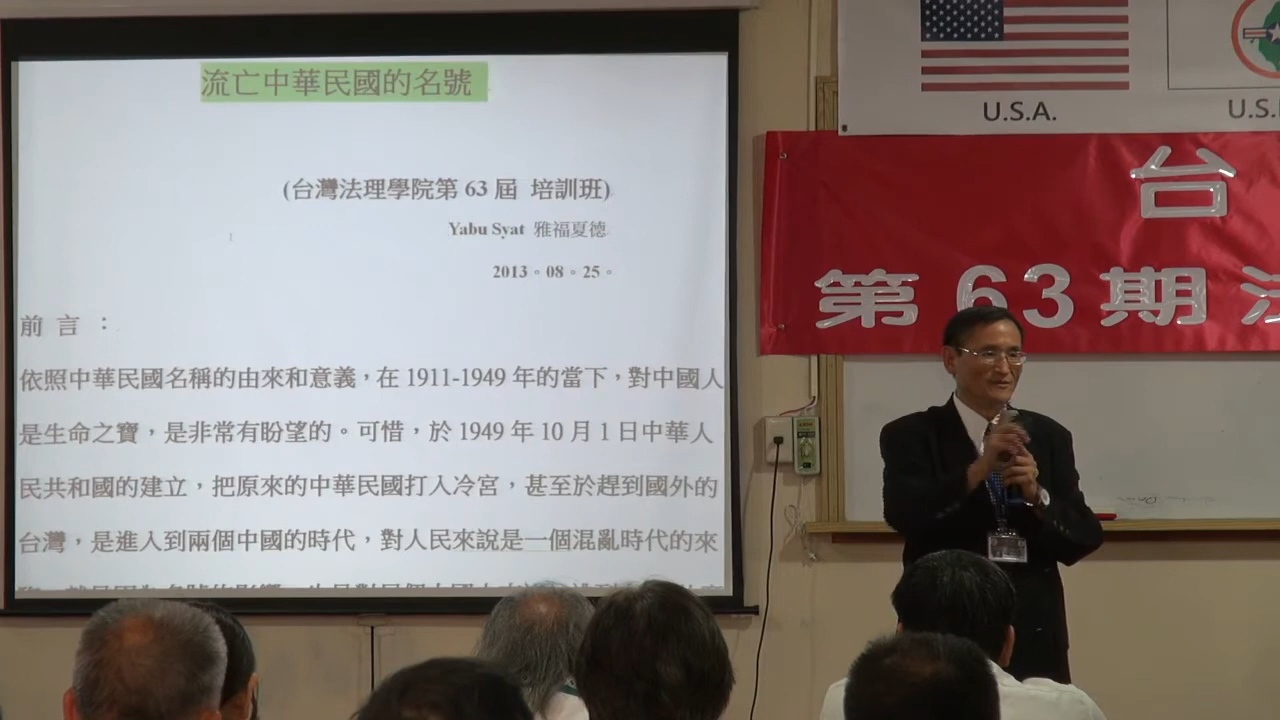 流亡中華民國的名號
(台灣法理學院第 63 屆 培訓班)
Yabu Syat 雅福夏德
2013。08。25。
前 言 ：
依照中華民國名稱的由來和意義，在 1911-1949 年的當下，對中國人
是生命之寶，是非常有盼望的。可惜，於 1949 年 10 月 1 日中華人
民共和國的建立，把原來的中華民國打入冷宮，甚至於趕到國外的
台灣，是進入到兩個中國的時代，對人民來說是一個混亂時代的來
U.S.A.
U.S.
台
第 63 期 法